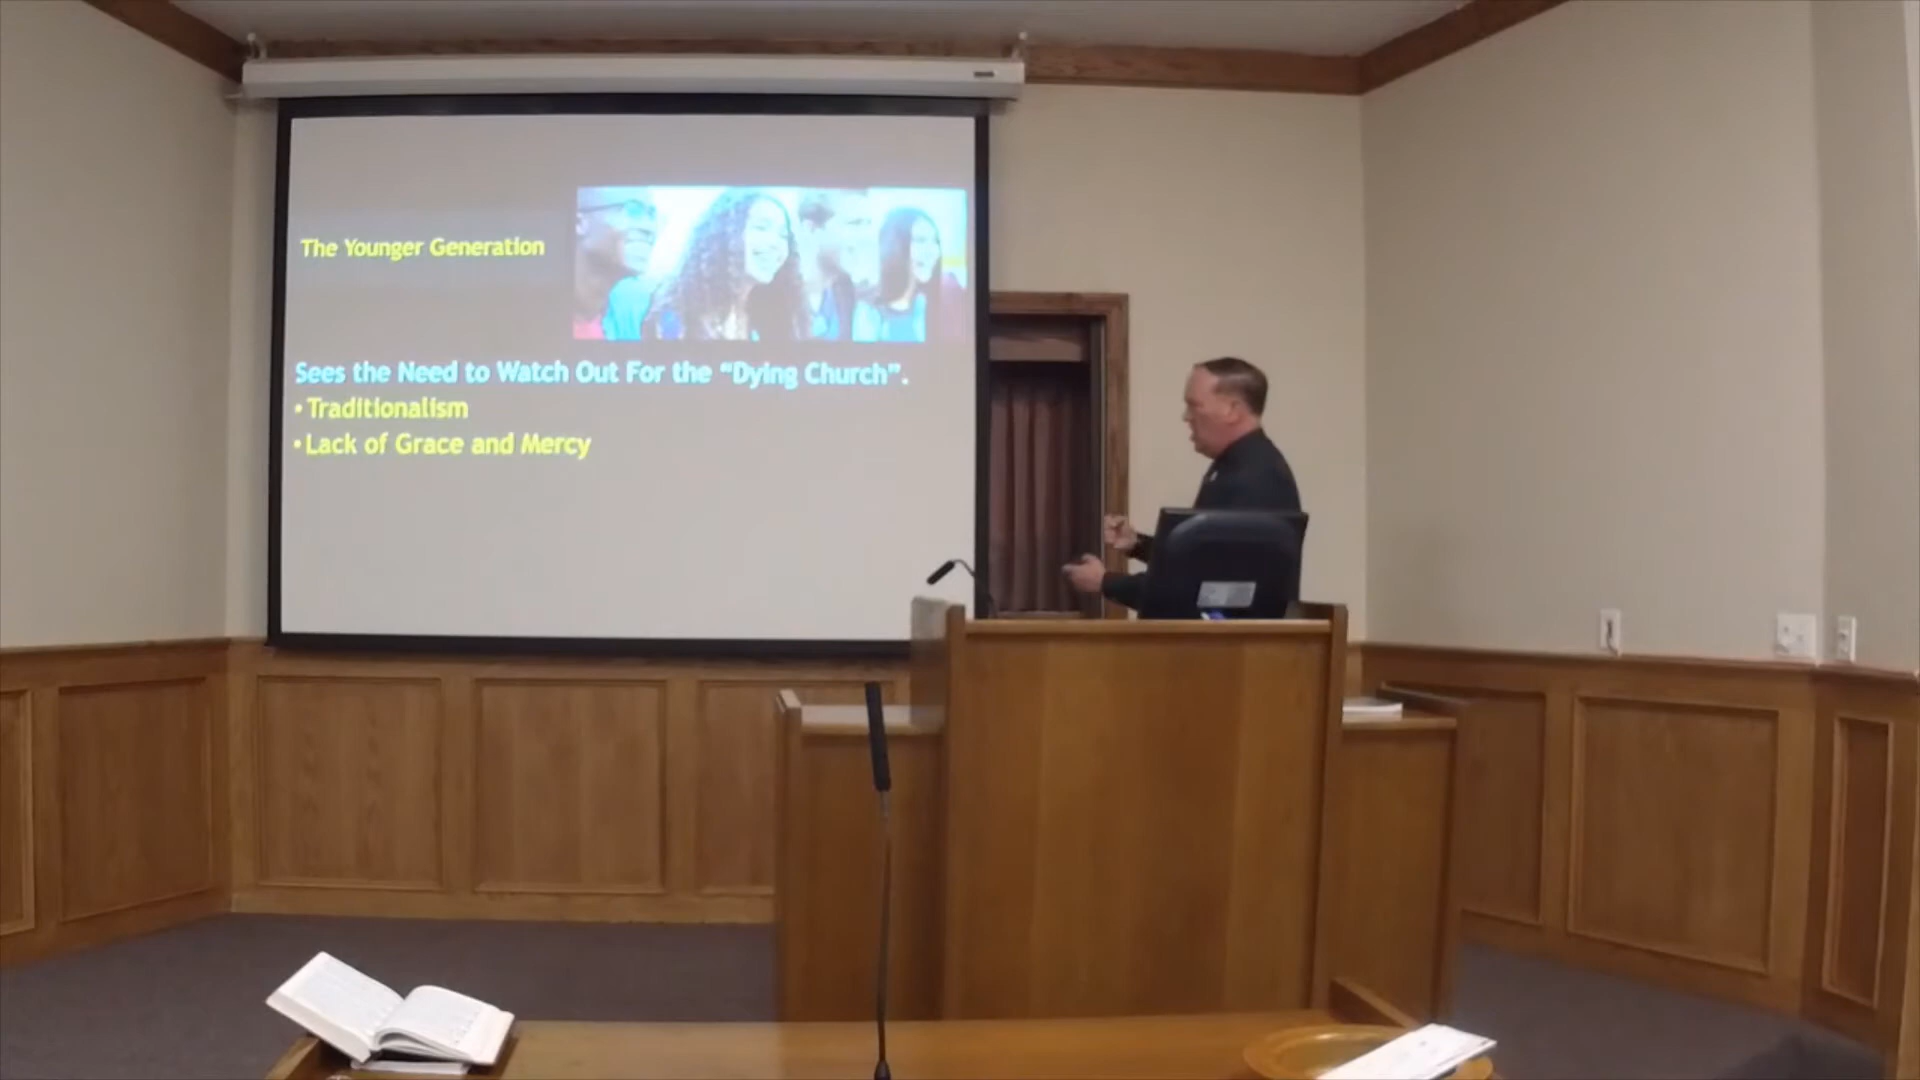 The Younger Generation
Sees the Need to Watch Out For the “Dying Church”.
• Traditionalism
• Lack of Grace and Mercy